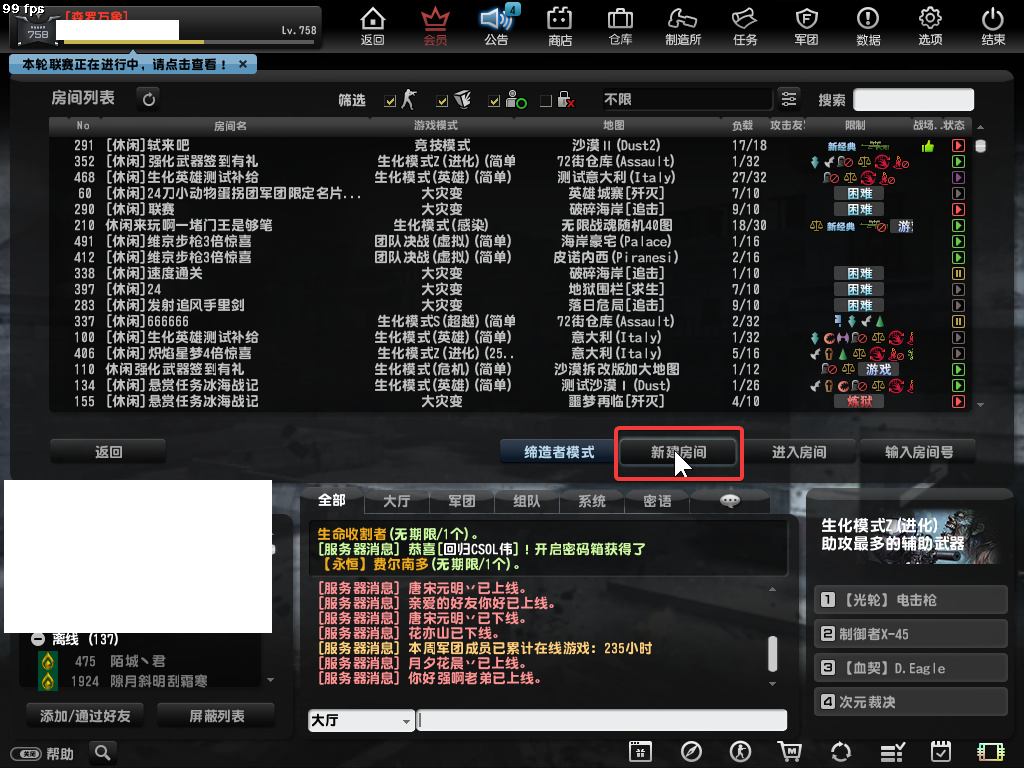 99 fps
[森罗万象]
758
Lv.758
返回
会员
公告
4
商店
仓库
制造所
任务
军团
数据
选项
结束
本轮联赛正在进行中，请点击查看！ ×
房间列表
筛选
不限
搜索
No 房间名 游戏模式 地图 负载 攻击友 限制 战场.. 状态
291 [休闲]轼来吧 竞技模式 沙漠Ⅱ(Dust2) 17/18 新经典
352 [休闲]强化武器签到有礼 生化模式Z(进化)(简单 72街仓库(Assault) 1/32
468 [休闲]生化英雄测试补给 生化模式(英雄)(简单) 测试意大利(Italy) 27/32
60 [休闲]24刀小动物蛋拐团军团限定名片... 大灾变 英雄城寨[歼灭] 7/10 困难
290 [休闲]联赛 大灾变 破碎海岸[追击] 9/10 困难
210 休闲来玩啊一堵门王是够笔 生化模式(感染) 无限战魂随机40图 18/30 新经典 游
491 [休闲]维京步枪3倍惊喜 团队决战(虚拟)(简单) 海岸豪宅(Palace) 1/16
412 [休闲]维京步枪3倍惊喜 团队决战(虚拟)(简单) 皮诺内西(Piranesi) 2/16
338 [休闲]速度通关 大灾变 破碎海岸[追击] 1/10 困难
397 [休闲]24 大灾变 地狱围栏[求生] 7/10 困难
283 [休闲]发射追风手里剑 大灾变 落日危局[追击] 9/10 困难
337 [休闲]666666 生化模式S(超越)(简单 72街仓库(Assault) 2/32
100 [休闲]生化英雄测试补给 生化模式(英雄)(简单) 意大利(Italy) 1/32
406 [休闲]炽焰星梦4倍惊喜 生化模式Z(进化)(25.. 意大利(Italy) 5/16
110 休闲强化武器签到有礼 生化模式(危机)(简单) 沙漠拆改版加大地图 1/12 游戏
134 [休闲]悬赏任务冰海战记 生化模式(英雄)(简单) 测试沙漠Ⅰ(Dust) 1/26
155 [休闲]悬赏任务冰海战记 大灾变 噩梦再临[歼灭] 4/10 炼狱
返回
缔造者模式
新建房间
进入房间
输入房间号
全部
大厅
军团
组队
系统
密语
生命收割者(无期限/1个)。
[服务器消息] 恭喜[回归CSOL伟]！开启密码箱获得了
【永恒】费尔南多(无期限/1个)。
[服务器消息] 唐宋元明丷已上线。
[服务器消息] 亲爱的好友你好已上线。
[服务器消息] 唐宋元明丷已下线。
[服务器消息] 花亦山已下线。
[服务器消息] 本周军团成员已累计在线游戏：235小时
[服务器消息] 月夕花晨丷已上线。
[服务器消息] 你好强啊老弟已上线。
大厅
离线 (137)
475 陌城丶君
1924 隙月斜明刮霜寒
添加/通过好友
屏蔽列表
帮助
生化模式Z(进化)
助攻最多的辅助武器
1 【光轮】电击枪
2 制御者X-45
3 【血契】D.Eagle
4 次元裁决